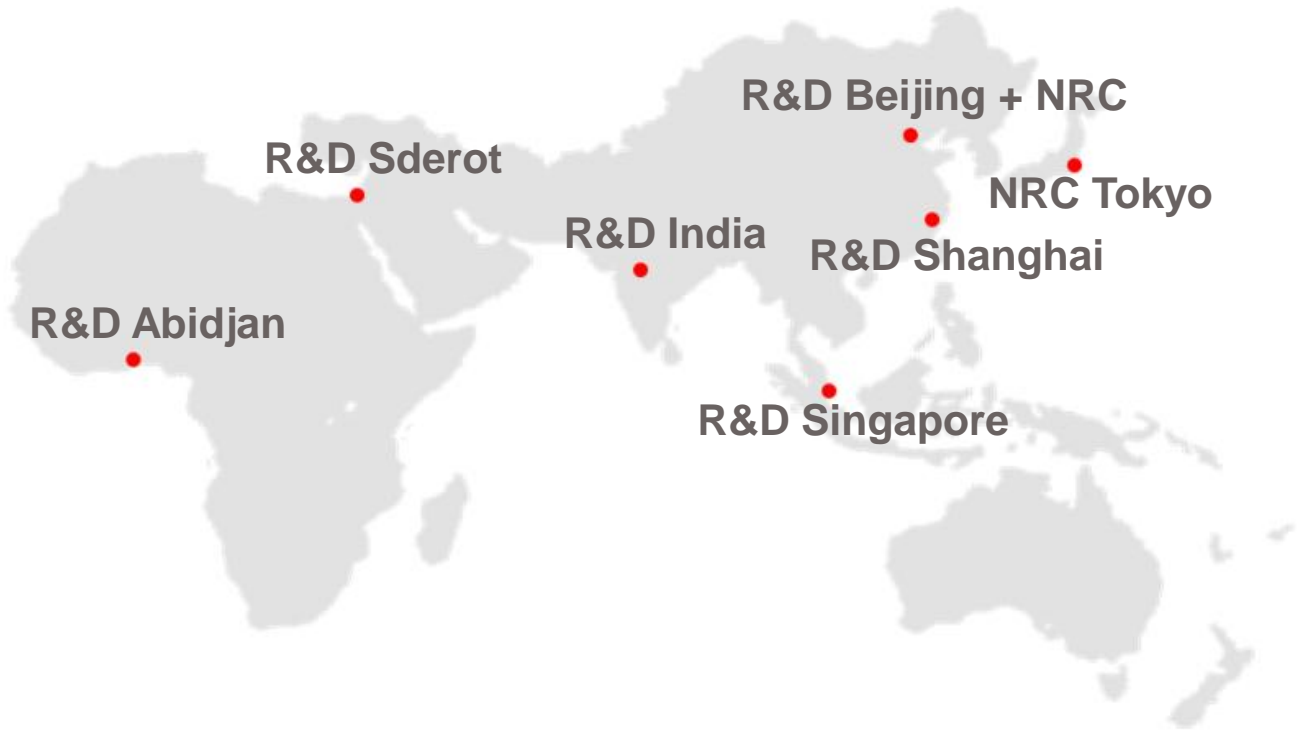 R&D Beijing + NRC
R&D Sderot
NRC Tokyo
R&D India
R&D Shanghai
R&D Abidjan
R&D Singapore